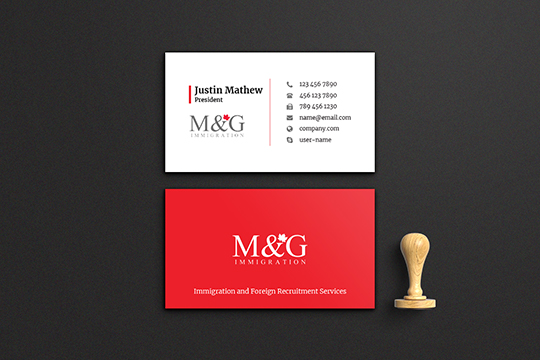 Justin Mathew
President
M&G
IMMIGRATION
123 456 7890
456 123 7890
789 456 1230
name@email.com
company.com
user-name
M&G
IMMIGRATION
Immigration and Foreign Recruitment Services